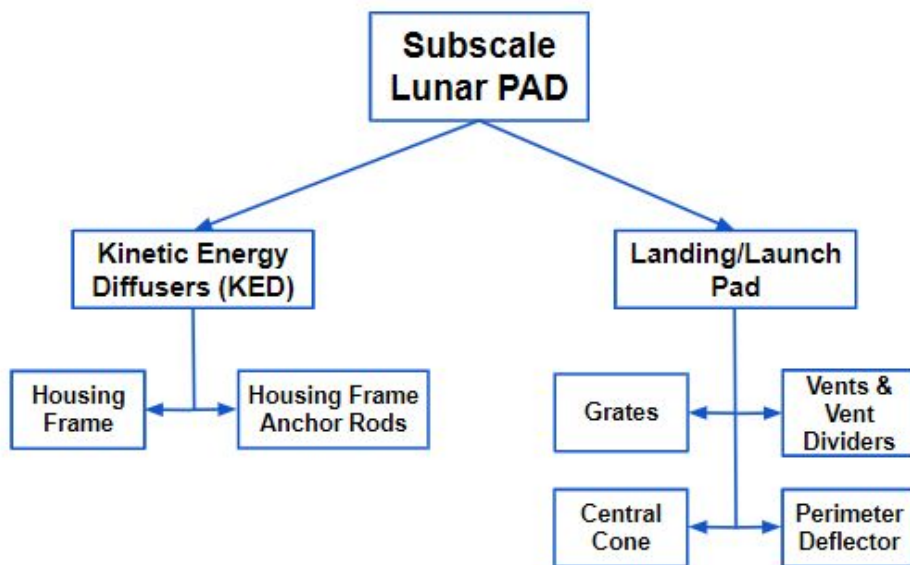 Subscale
Lunar PAD
Kinetic Energy
Diffusers (KED)
Landing/Launch
Pad
Housing
Frame
Housing Frame
Anchor Rods
Grates
Vents &
Vent
Dividers
Central
Cone
Perimeter
Deflector